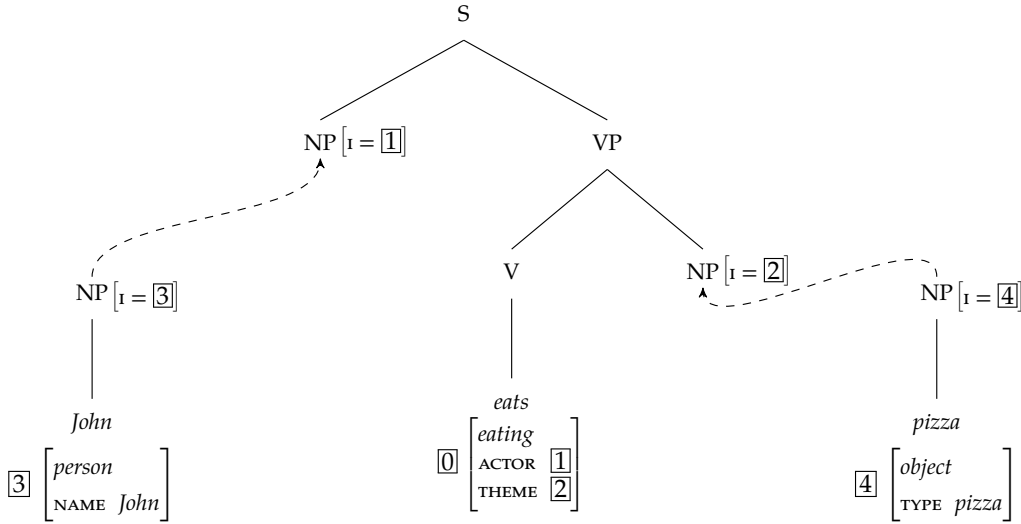 S
NP[I = 1] VP
V NP[I = 2]
NP[I = 3] NP[I = 4]
John eats pizza
3 [person NAME John]
0 [eating ACTOR 1 THEME 2]
4 [object TYPE pizza]